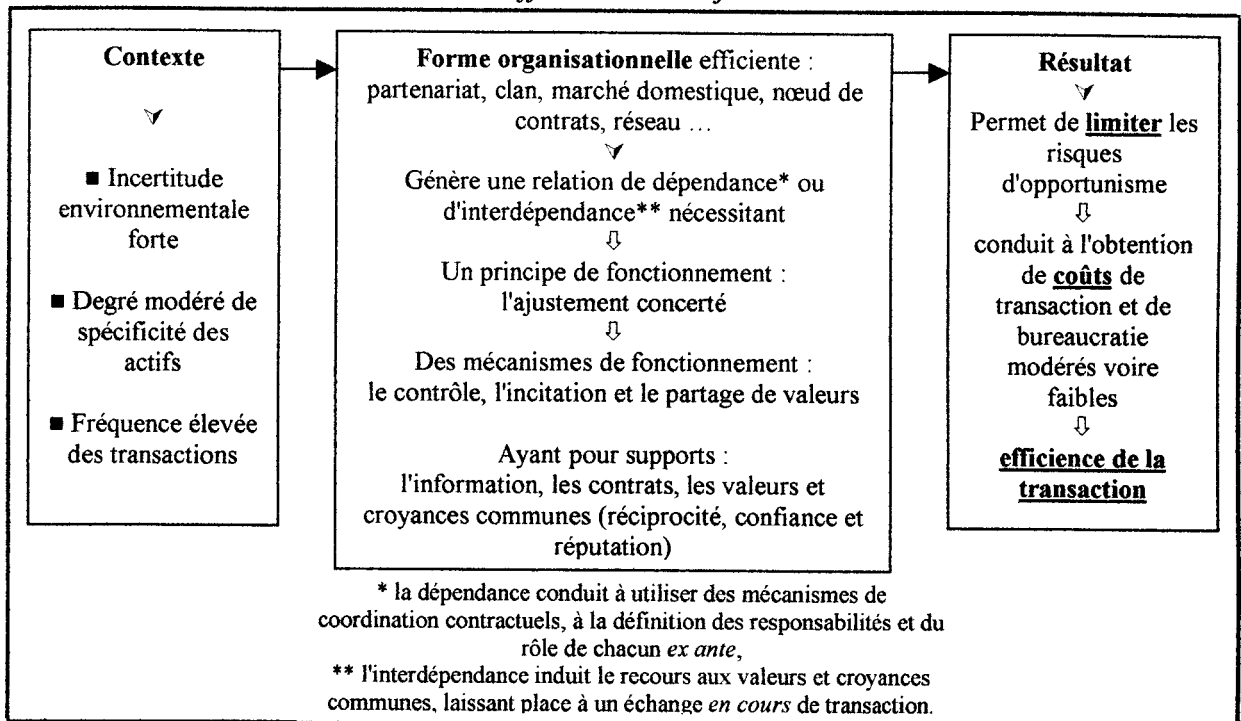 Contexte
■ Incertitude
environnementale
forte
■ Degré modéré de
spécificité des
actifs
■ Fréquence élevée
des transactions
Forme organisationnelle efficiente :
partenariat, clan, marché domestique, nœud de
contrats, réseau ...
Génère une relation de dépendance* ou
d'interdépendance** nécessitant
Un principe de fonctionnement :
l'ajustement concerté
Des mécanismes de fonctionnement :
le contrôle, l'incitation et le partage de valeurs
Ayant pour supports :
l'information, les contrats, les valeurs et
croyances communes (réciprocité, confiance et
réputation)
Résultat
Permet de limiter les
risques
d'opportunisme
conduit à l'obtention
de coûts de
transaction et de
bureaucratie
modérés voire
faibles
efficience de la
transaction
* la dépendance conduit à utiliser des mécanismes de
coordination contractuels, à la définition des responsabilités et du
rôle de chacun ex ante,
** l'interdépendance induit le recours aux valeurs et croyances
communes, laissant place à un échange en cours de transaction.